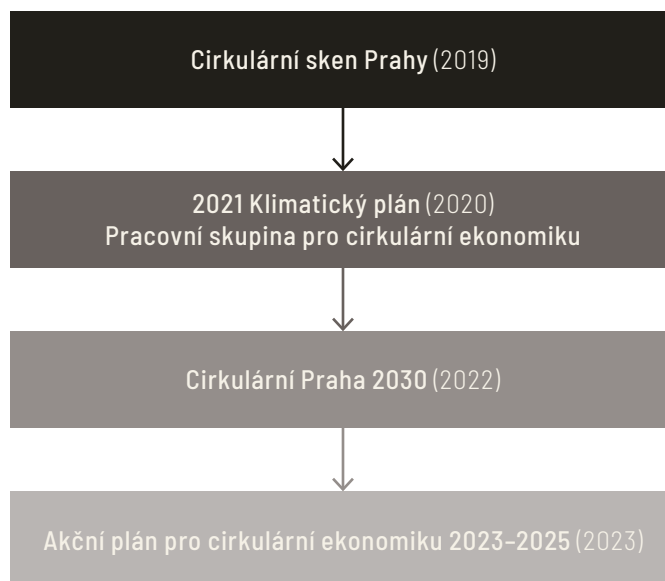 Cirkulární sken Prahy (2019)
2021 Klimatický plán (2020)
Pracovní skupina pro cirkulární ekonomiku
Cirkulární Praha 2030 (2022)
Akční plán pro cirkulární ekonomiku 2023–2025 (2023)